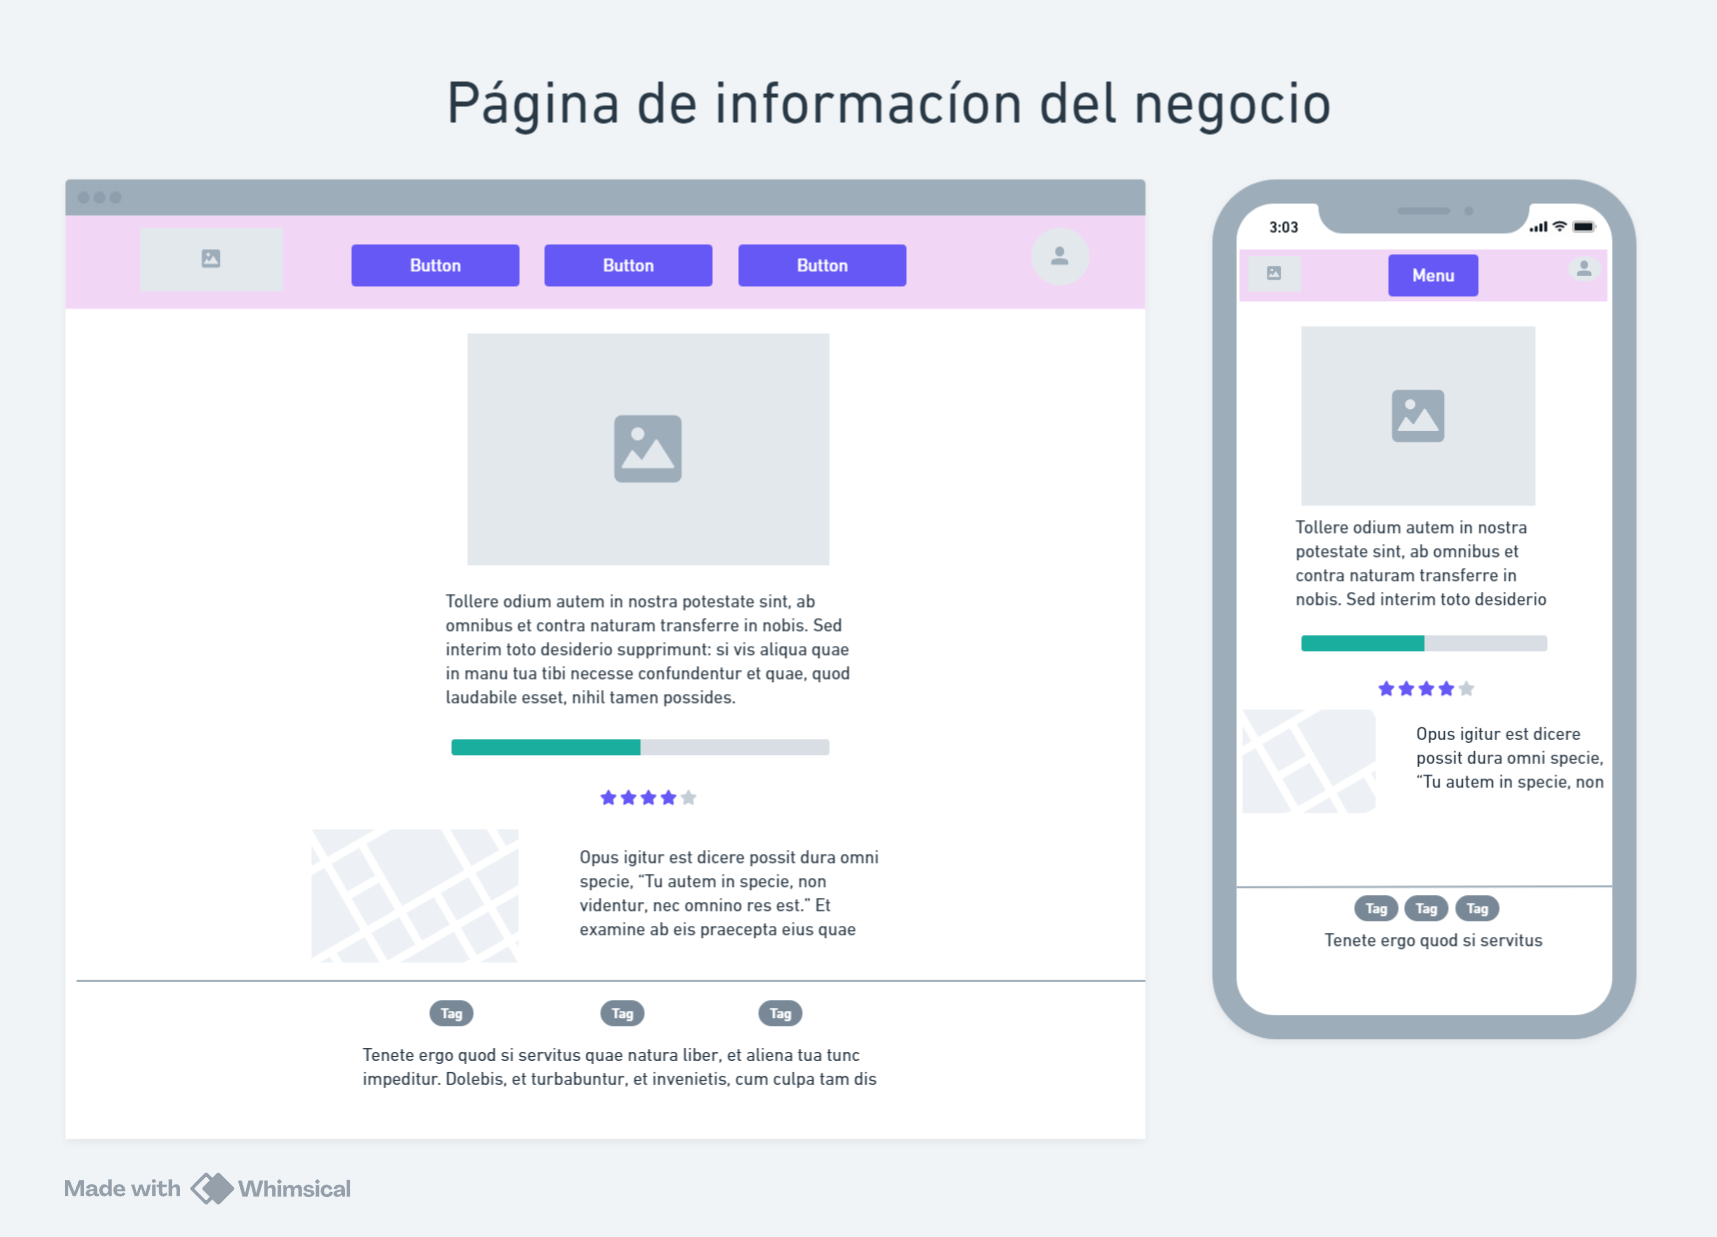 Página de informacíon del negocio
Button
Button
Button
Tollere odium autem in nostra potestate sint, ab
omnibus et contra naturam transferre in nobis. Sed
interim toto desiderio supprimunt: si vis aliqua quae
in manu tua tibi necesse confundentur et quae, quod
laudabile esset, nihil tamen possides.
Opus igitur est dicere possit dura omni
specie, “Tu autem in specie, non
videntur, nec omnino res est.” Et
examine ab eis praecepta eius quae
Tag
Tag
Tag
Tenete ergo quod si servitus quae natura liber, et aliena tua tunc
impeditur. Dolebis, et turbabuntur, et invenietis, cum culpa tam dis
3:03
Menu
Tollere odium autem in nostra
potestate sint, ab omnibus et
contra naturam transferre in
nobis. Sed interim toto desiderio
Opus igitur est dicere
possit dura omni specie,
“Tu autem in specie, non
Tag
Tag
Tag
Tenete ergo quod si servitus
Made with Whimsical